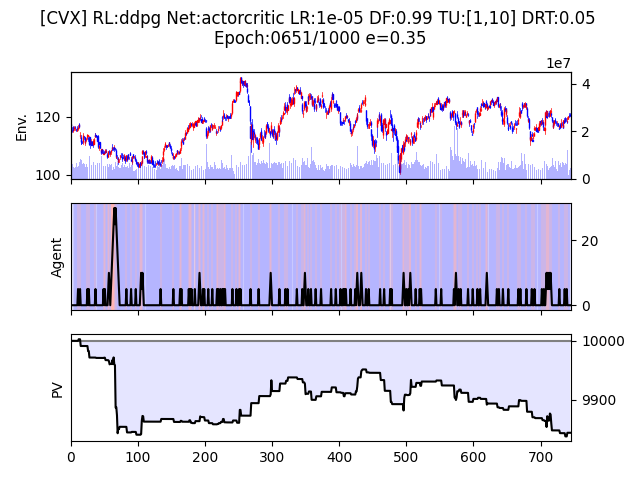 [CVX] RL:ddpg Net:actorcritic LR:1e-05 DF:0.99 TU:[1,10] DRT:0.05
Epoch:0651/1000 e=0.35
1e7
Env.
120
100
4
2
0
Agent
20
0
PV
10000
9900
0 100 200 300 400 500 600 700